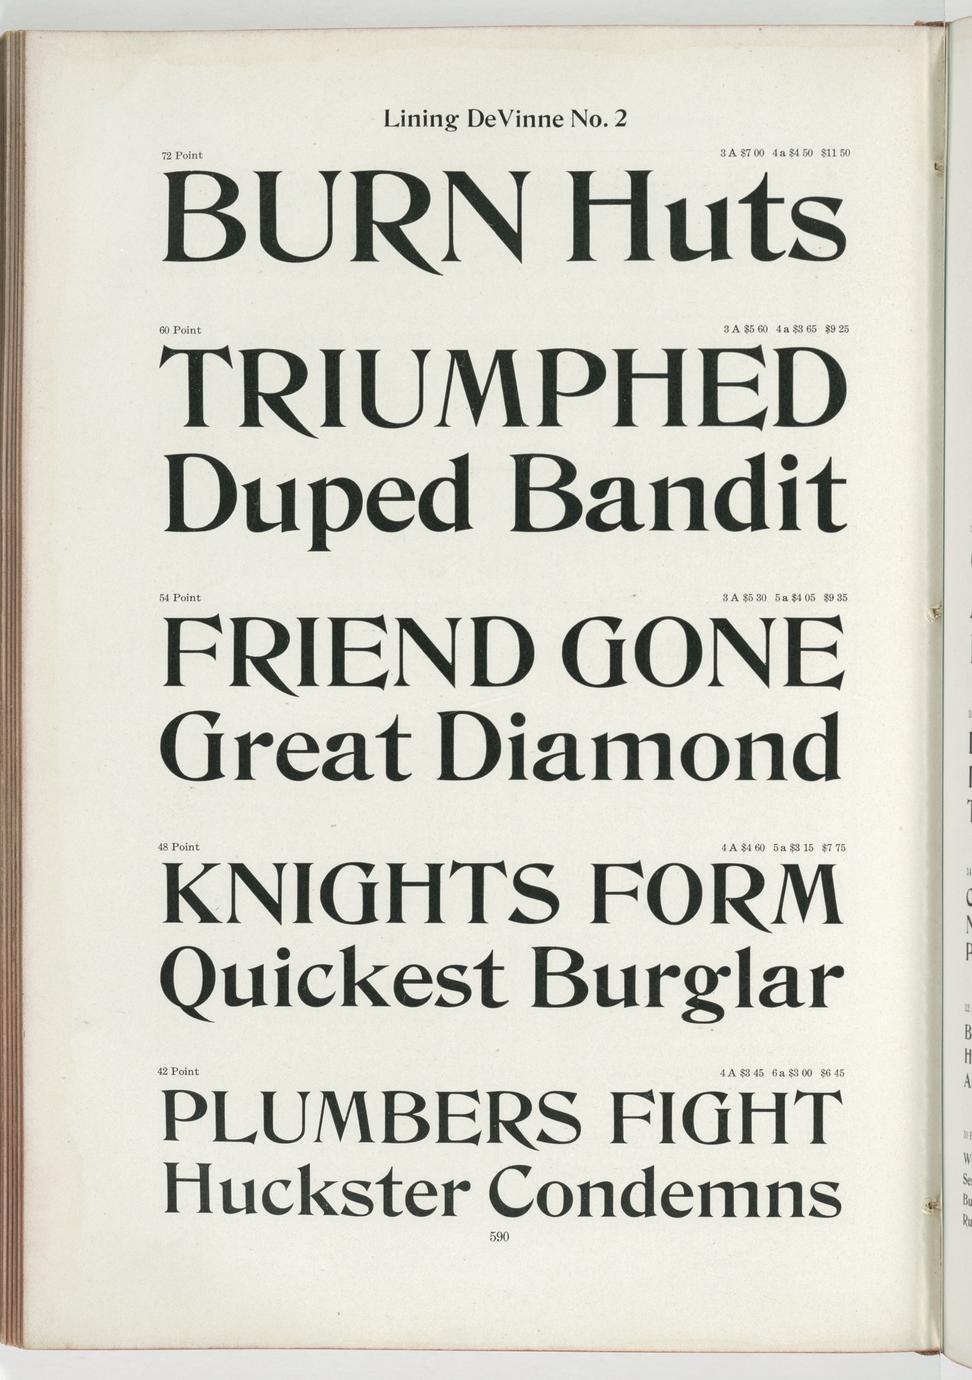 Lining DeVinne No. 2
72 Point 3 A $7 00 4 a $4 50 $11 50
BURN Huts
60 Point 3 A $5 60 4 a $3 65 $9 25
TRIUMPHED
Duped Bandit
54 Point 3 A $5 30 5 a $4 05 $9 35
FRIEND GONE
Great Diamond
48 Point 4 A $4 60 5 a $3 15 $7 75
KNIGHTS FORM
Quickest Burglar
42 Point 4 A $3 45 6 a $3 00 $6 45
PLUMBERS FIGHT
Huckster Condemns
590